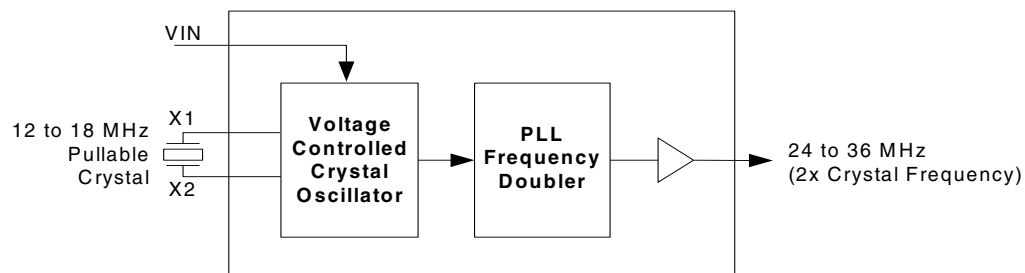 VIN
X1
12 to 18 MHz
Pullable
Crystal
X2
Voltage
Controlled
Crystal
Oscillator
PLL
Frequency
Doubler
24 to 36 MHz
(2x Crystal Frequency)